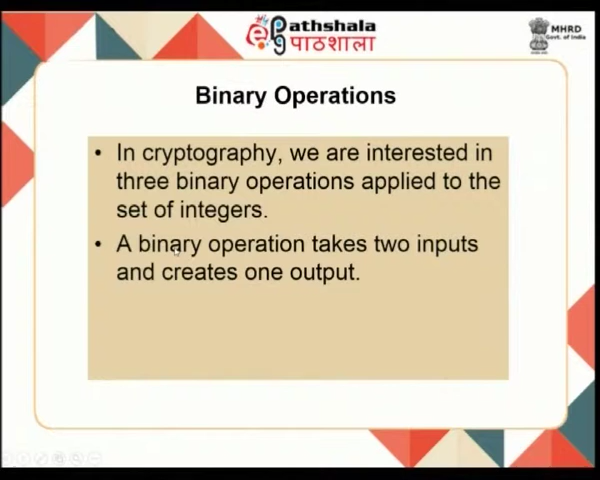 Pathshala
पाठशाला
MHRD
Govt. of India
Binary Operations
• In cryptography, we are interested in
three binary operations applied to the
set of integers.
• A binary operation takes two inputs
and creates one output.